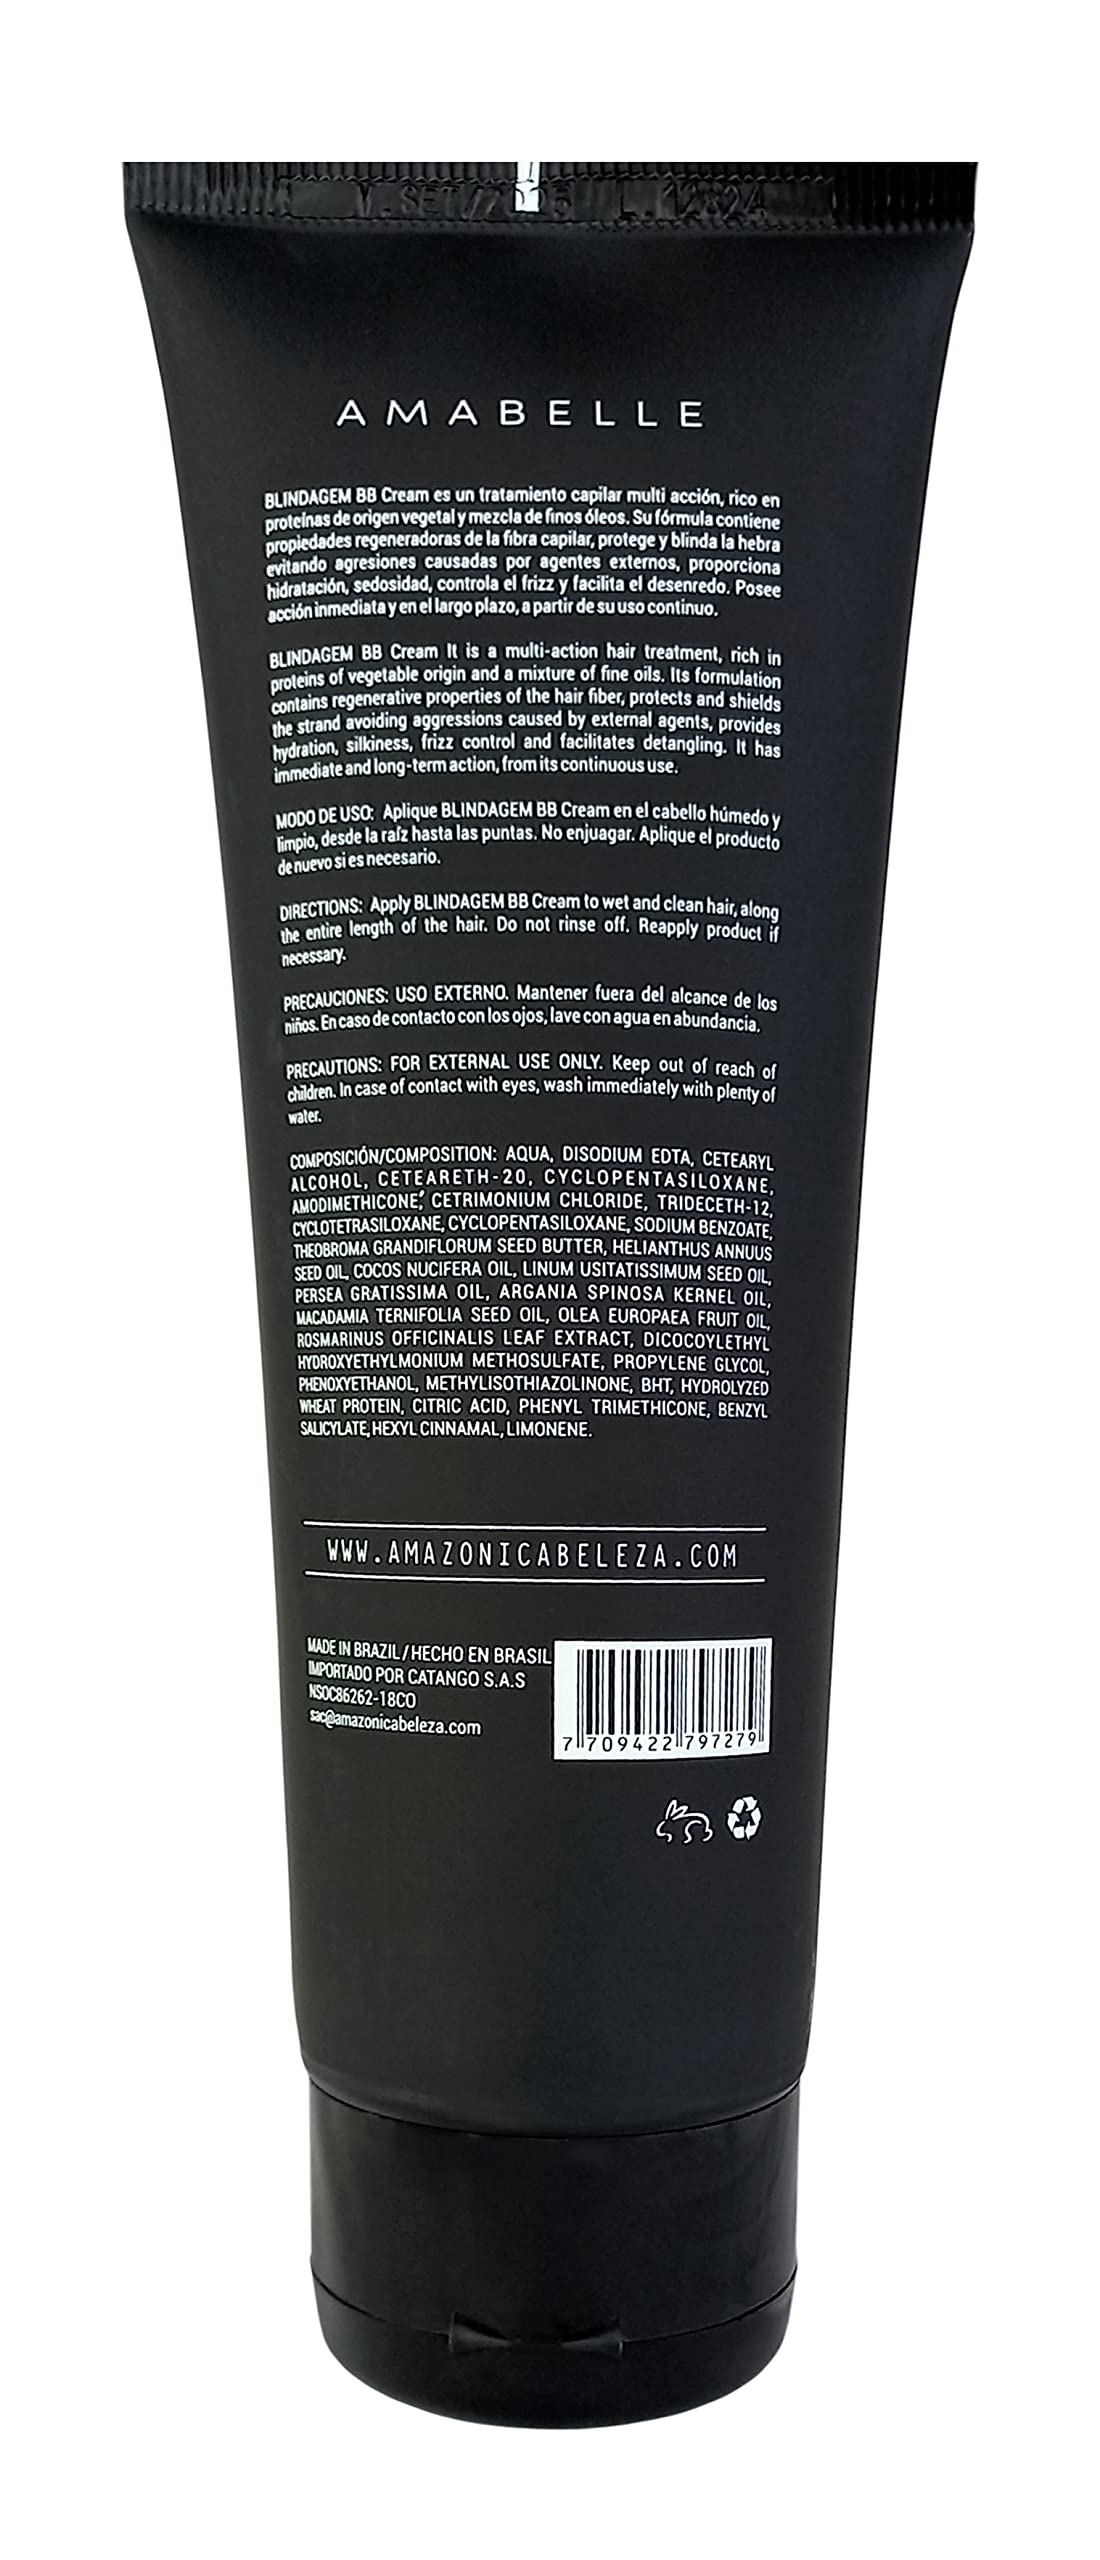 AMABELLE
BLINDAGEM BB Cream es un tratamiento capilar multi acción, rico en
proteínas de origen vegetal y mezcla de finos óleos. Su fórmula contiene
propiedades regeneradoras de la fibra capilar, protege y blinda la hebra
evitando agresiones causadas por agentes externos, proporciona
hidratación, sedosidad, controla el frizz y facilita el desenredo. Posee
acción inmediata y en el largo plazo, a partir de su uso continuo.
BLINDAGEM BB Cream It is a multi-action hair treatment, rich in
proteins of vegetable origin and a mixture of fine oils. Its formulation
contains regenerative properties of the hair fiber, protects and shields
the strand avoiding aggressions caused by external agents, provides
hydration, silkiness, frizz control and facilitates detangling. It has
immediate and long-term action, from its continuous use.
MODO DE USO: Aplique BLINDAGEM BB Cream en el cabello húmedo y
limpio, desde la raíz hasta las puntas. No enjuagar. Aplique el producto
de nuevo si es necesario.
DIRECTIONS: Apply BLINDAGEM BB Cream to wet and clean hair, along
the entire length of the hair. Do not rinse off. Reapply product if
necessary.
PRECAUCIONES: USO EXTERNO. Mantener fuera del alcance de los
niños. En caso de contacto con los ojos, lave con agua en abundancia.
PRECAUTIONS: FOR EXTERNAL USE ONLY. Keep out of reach of
children. In case of contact with eyes, wash immediately with plenty of
water.
COMPOSICIÓN/COMPOSITION: AQUA, DISODIUM EDTA, CETEARYL
ALCOHOL, CETEARETH-20, CYCLOPENTASILOXANE,
AMODIMETHICONE, CETRIMONIUM CHLORIDE, TRIDECETH-12,
CYCLOTETRASILOXANE, CYCLOPENTASILOXANE, SODIUM BENZOATE,
THEOBROMA GRANDIFLORUM SEED BUTTER, HELIANTHUS ANNUUS
SEED OIL, COCOS NUCIFERA OIL, LINUM USITATISSIMUM SEED OIL,
PERSEA GRATISSIMA OIL, ARGANIA SPINOSA KERNEL OIL,
MACADAMIA TERNIFOLIA SEED OIL, OLEA EUROPAEA FRUIT OIL,
ROSMARINUS OFFICINALIS LEAF EXTRACT, DICOCOYLETHYL
HYDROXYETHYLMONIUM METHOSULFATE, PROPYLENE GLYCOL,
PHENOXYETHANOL, METHYLISOTHIAZOLINONE, BHT, HYDROLYZED
WHEAT PROTEIN, CITRIC ACID, PHENYL TRIMETHICONE, BENZYL
SALICYLATE, HEXYL CINNAMAL, LIMONENE.
WWW.AMAZONICABELEZA.COM
MADE IN BRAZIL/HECHO EN BRASIL
IMPORTADO POR CATANGO S.A.S
NSOC86262-18CO
sac@amazonicabeleza.com
7 709422 797279